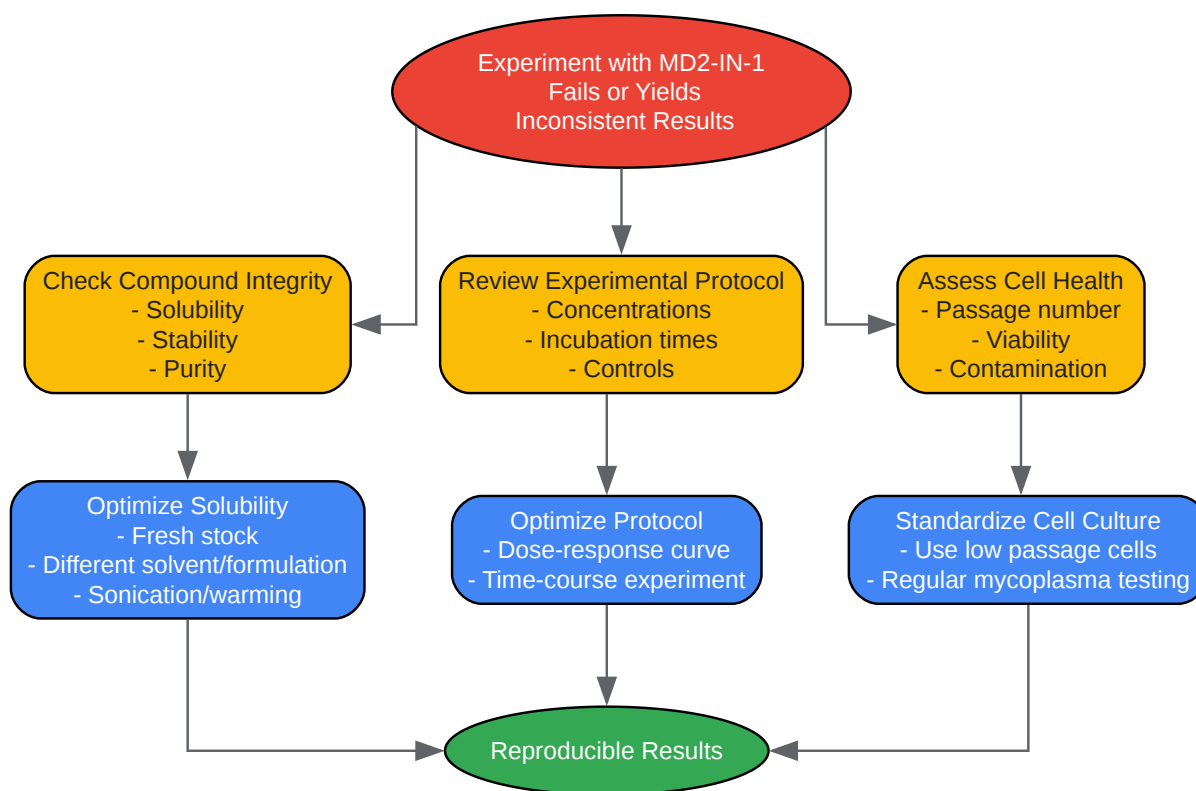 Experiment with MD2-IN-1
Fails or Yields
Inconsistent Results
Check Compound Integrity
- Solubility
- Stability
- Purity
Review Experimental Protocol
- Concentrations
- Incubation times
- Controls
Assess Cell Health
- Passage number
- Viability
- Contamination
Optimize Solubility
- Fresh stock
- Different solvent/formulation
- Sonication/warming
Optimize Protocol
- Dose-response curve
- Time-course experiment
Standardize Cell Culture
- Use low passage cells
- Regular mycoplasma testing
Reproducible Results